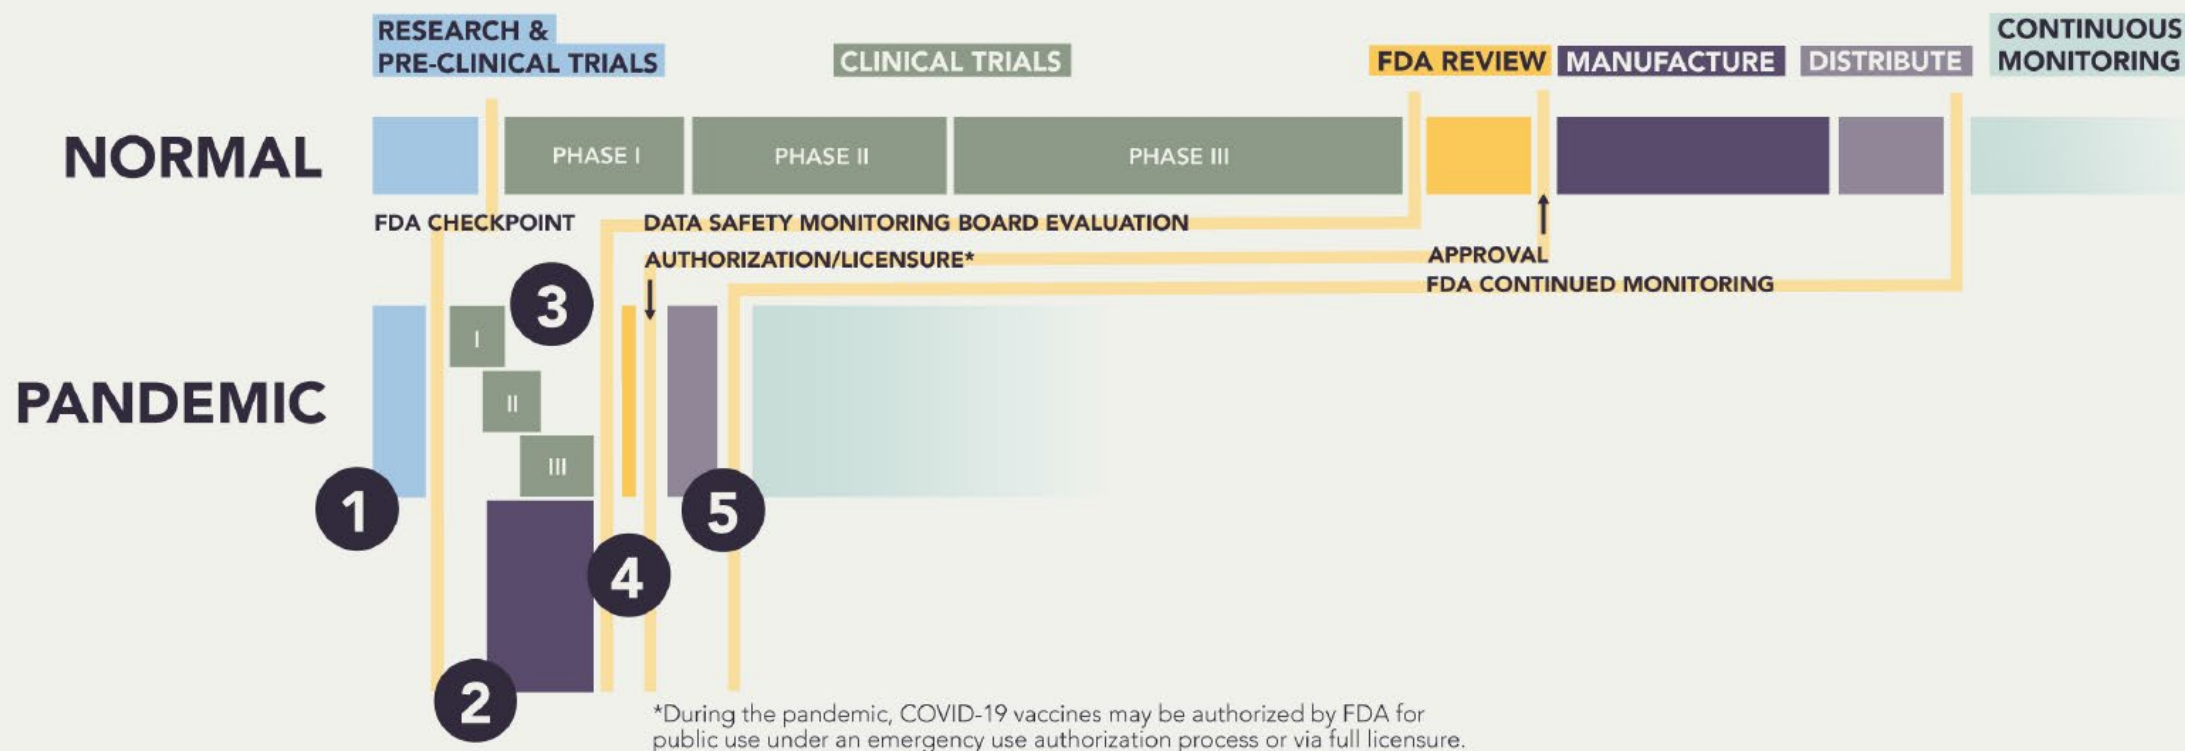 RESEARCH &
PRE-CLINICAL TRIALS
CLINICAL TRIALS
FDA REVIEW
MANUFACTURE
DISTRIBUTE
CONTINUOUS
MONITORING
NORMAL
PHASE I
PHASE II
PHASE III
FDA CHECKPOINT
DATA SAFETY MONITORING BOARD EVALUATION
AUTHORIZATION/LICENSURE*
APPROVAL
FDA CONTINUED MONITORING
PANDEMIC
3
I
II
III
1
5
4
2
*During the pandemic, COVID-19 vaccines may be authorized by FDA for
public use under an emergency use authorization process or via full licensure.